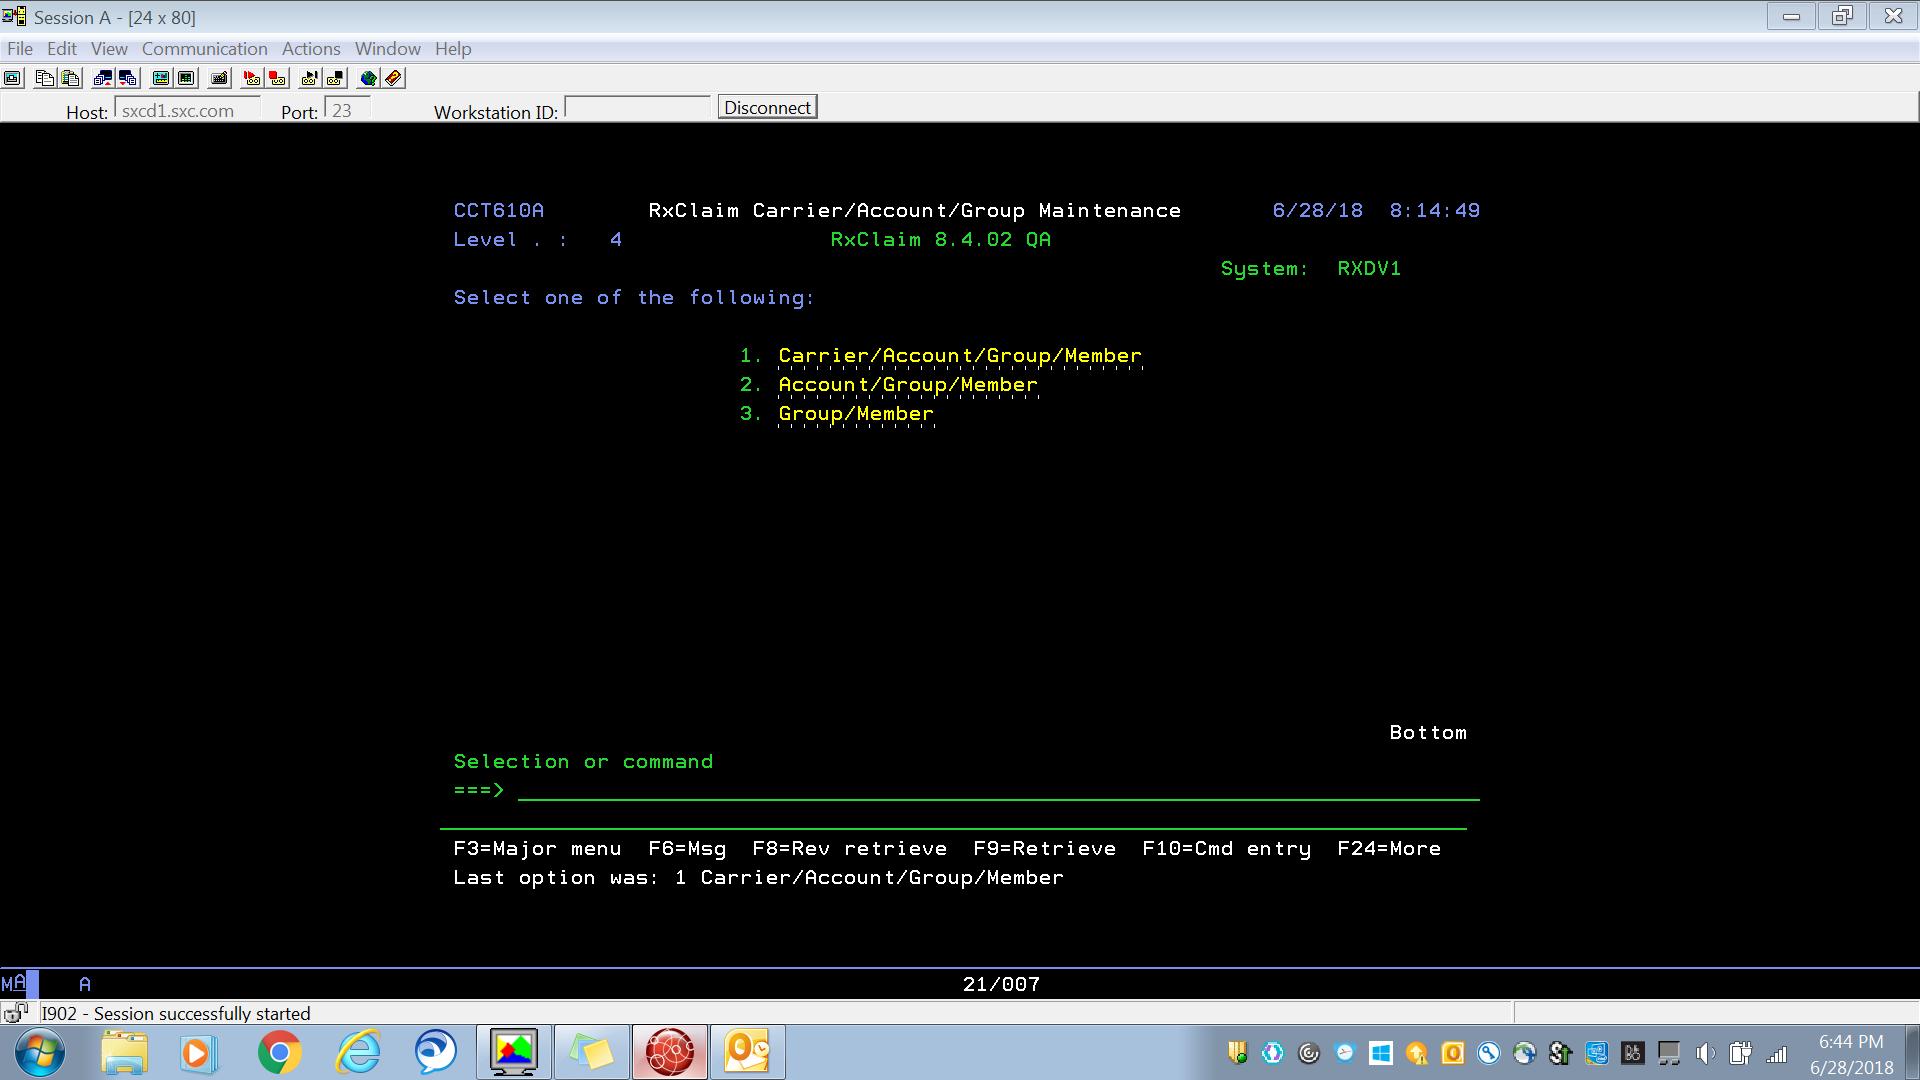 Session A - [24 x 80]
File Edit View Communication Actions Window Help
Host: sxcd1.sxc.com Port: 23 Workstation ID: Disconnect
CCT610A RxClaim Carrier/Account/Group Maintenance 6/28/18 8:14:49
Level . : 4 RxClaim 8.4.02 QA
System: RXDV1
Select one of the following:
1. Carrier/Account/Group/Member
2. Account/Group/Member
3. Group/Member
Bottom
Selection or command
===>
F3=Major menu F6=Msg F8=Rev retrieve F9=Retrieve F10=Cmd entry F24=More
Last option was: 1 Carrier/Account/Group/Member
MA A 21/007
I902 - Session successfully started
6:44 PM
6/28/2018